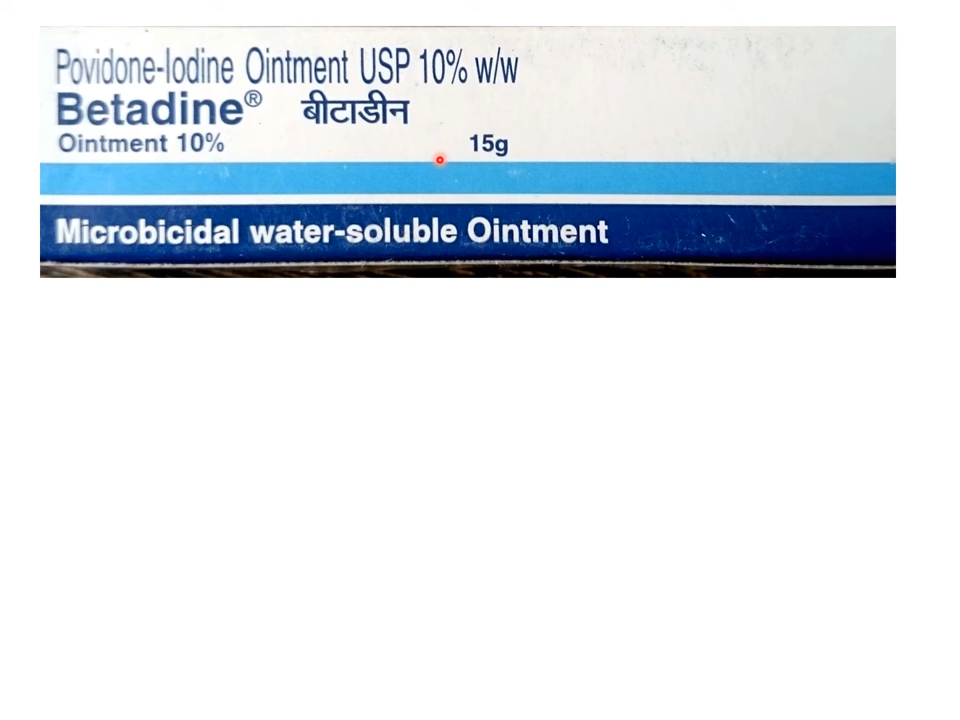 Povidone-Iodine Ointment USP 10% w/w
Betadine® बीटाडीन
Ointment 10% 15g
Microbicidal water-soluble Ointment